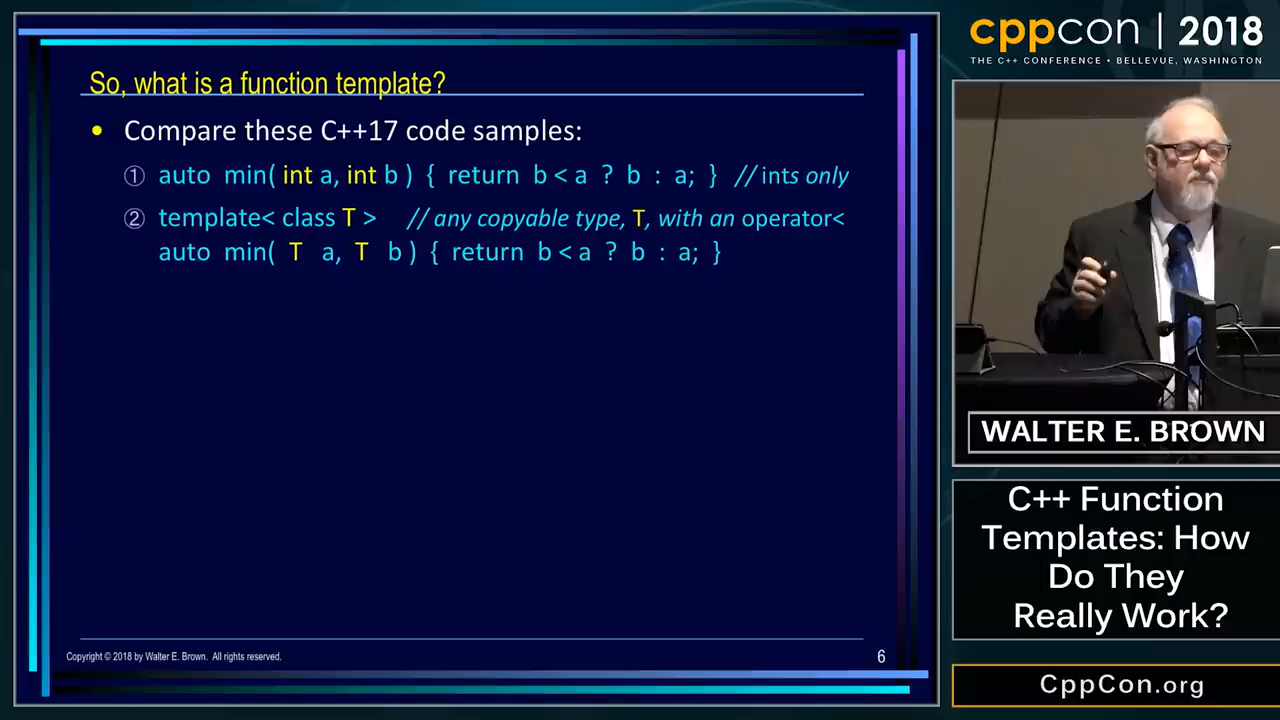 So, what is a function template?
• Compare these C++17 code samples:
① auto min( int a, int b ) { return b < a ? b : a; } // ints only
② template< class T > // any copyable type, T, with an operator<
auto min( T a, T b ) { return b < a ? b : a; }
Copyright © 2018 by Walter E. Brown. All rights reserved.
6
cppcon | 2018
THE C++ CONFERENCE • BELLEVUE, WASHINGTON
WALTER E. BROWN
C++ Function
Templates: How
Do They
Really Work?
CppCon.org